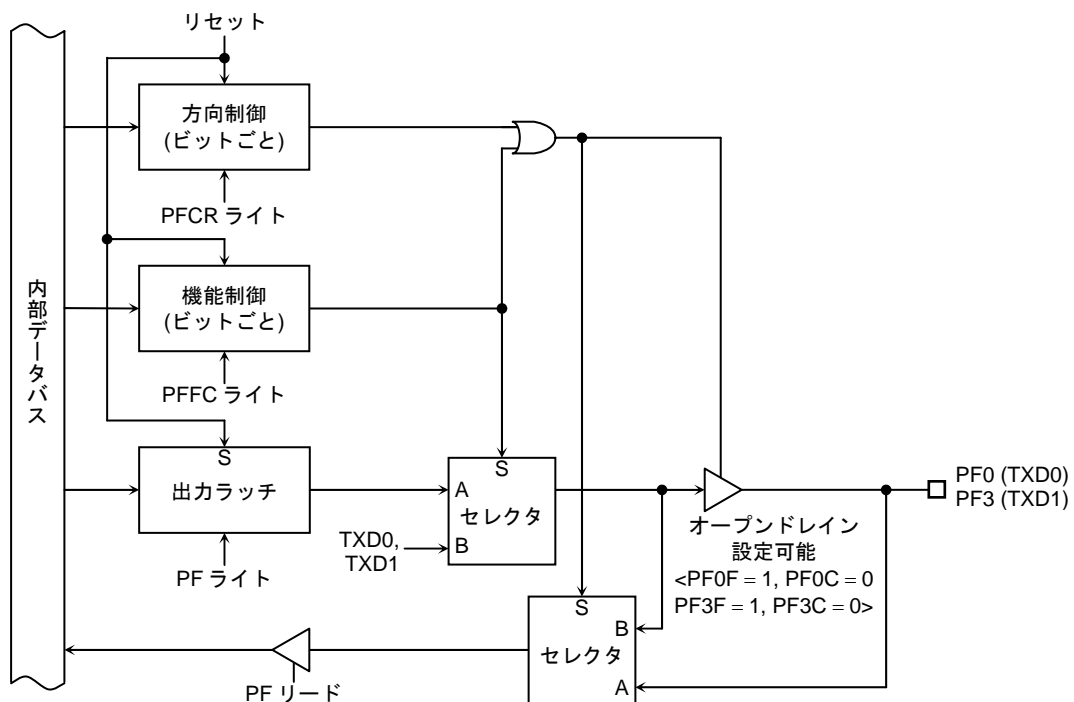 リセット
方向制御
(ビットごと)
PFCR ライト
内部データバス
機能制御
(ビットごと)
PFFC ライト
S
出力ラッチ
PF ライト
S
A
セレクタ
B
TXD0,
TXD1
PF0 (TXD0)
PF3 (TXD1)
オープンドレイン
設定可能
<PF0F = 1, PF0C = 0
PF3F = 1, PF3C = 0>
S
B
セレクタ
A
PF リード